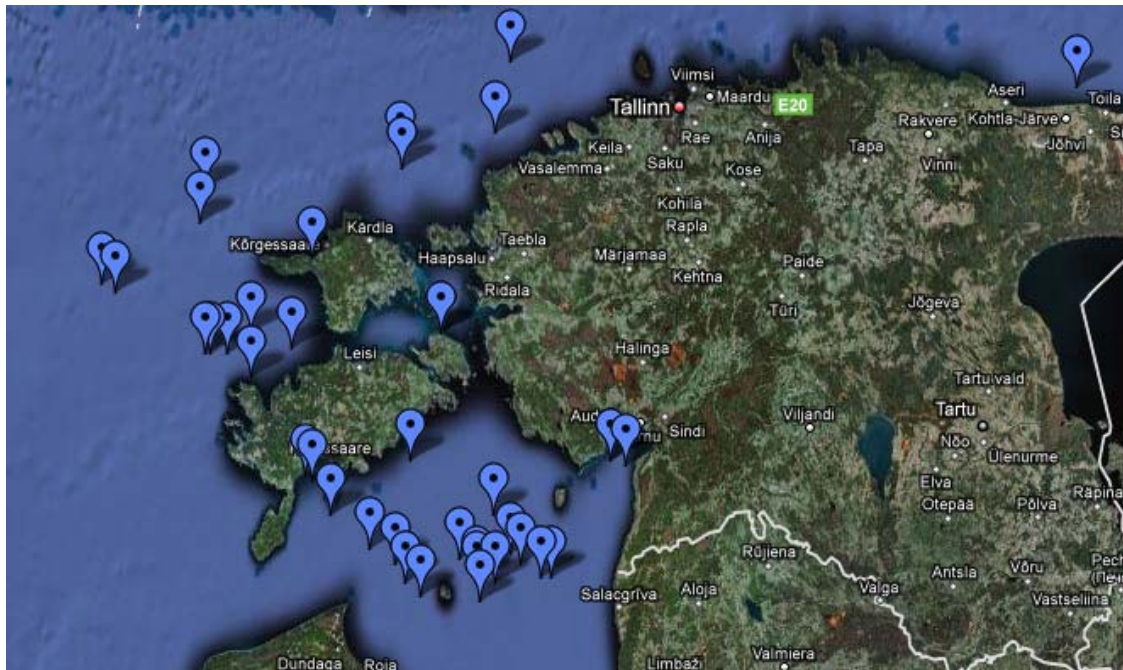 Viimsi
Maardu
Tallinn
E20
Aseri
Toila
Rakvere
Kohtla-Järve
Rae
Anija
Jõhvi
Keila
Saku
Tapa
Vinni
Vasalemma
Kose
Kohila
Rapla
Kõrgessaare
Kärdla
Taebla
Haapsalu
Märjamaa
Kehtna
Paide
Ridala
Türi
Jõgeva
Halinga
Leisi
Tartu vald
Viljandi
Tartu
Sindi
Nõo
Ülenurme
Elva
Otepää
Põlva
Räpina
Rūjiena
Antsla
Võru
Salacgrīva
Aloja
Valga
Vastseliina
Valmiera
Limbaži
Dundaga
Roja